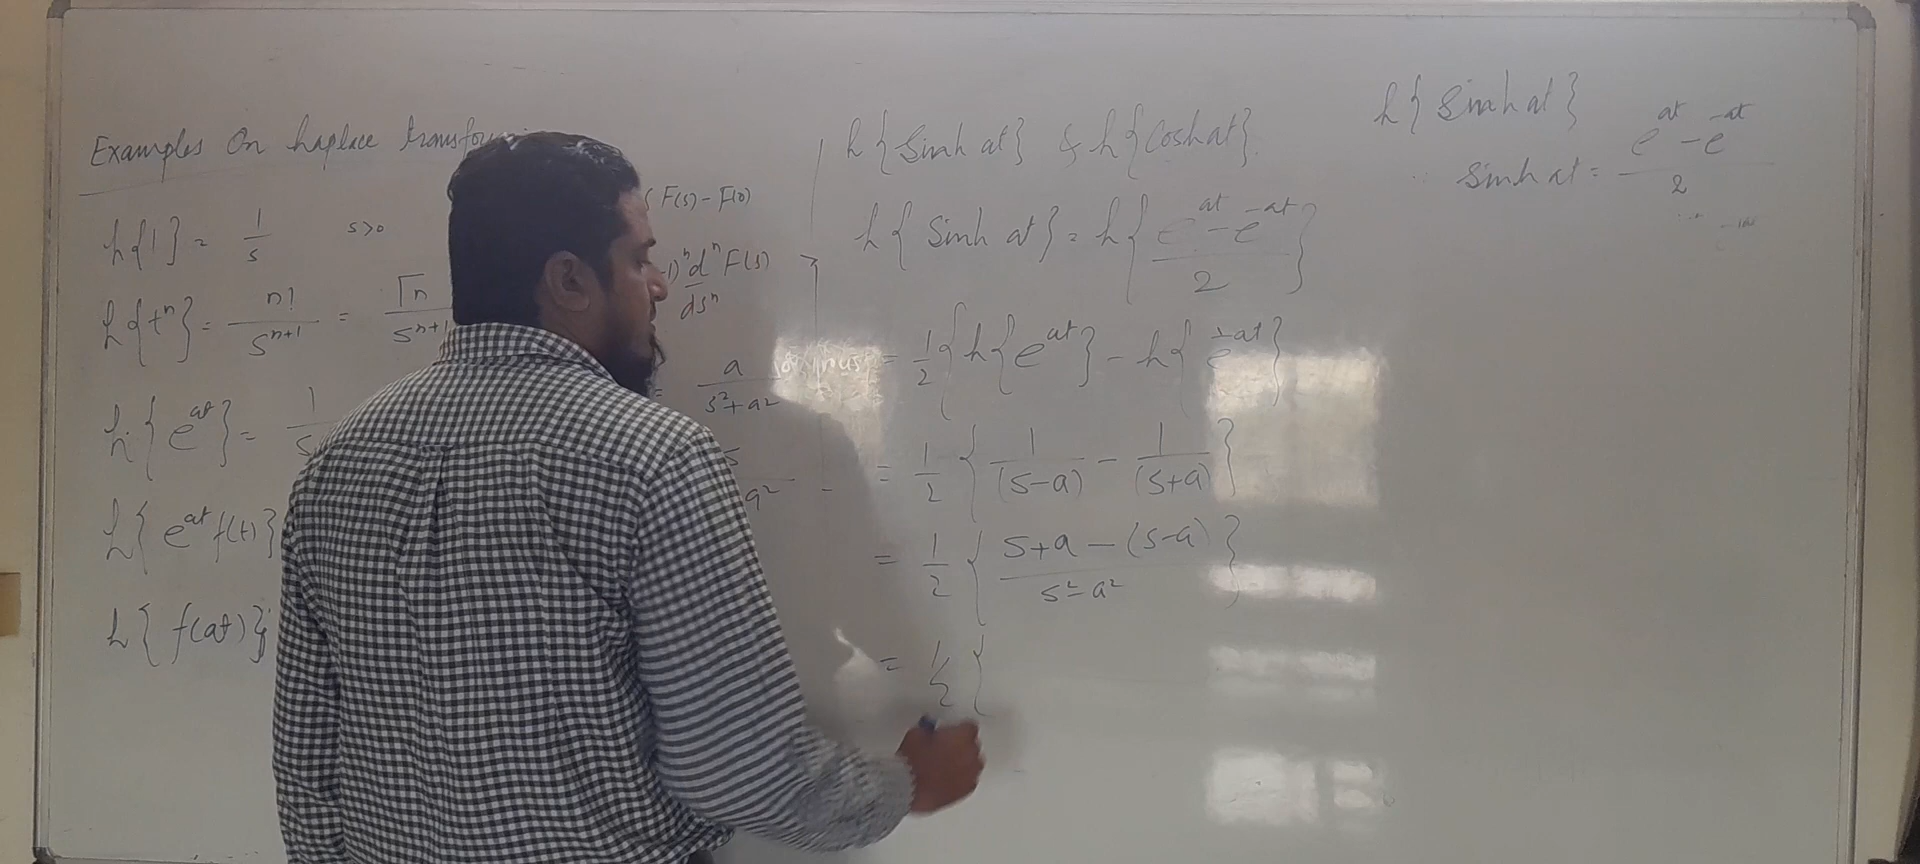 Examples On Laplace transform
L{1} = 1/s s>0
L{t^n} = n!/s^{n+1} = Γn/s^{n+1}
L{e^{at}} = 1/s
L{e^{at} f(t)}
L{f(at)}
F(s) - F(0)
-1)^n d^n F(s)/ds^n
= a/s²+a²
s
a²
L{Sinh at} & L{Coshat}.
L{Sinh at} = L{e^{at} - e^{-at}/2}
= 1/2 {L{e^{at}} - L{e^{-at}}
= 1/2 {1/(s-a) - 1/(s+a)}
= 1/2 {s+a-(s-a)/s²-a²}
= 1/2 {
L{Sinh at}
Sinh at = e^{at} - e^{-at}/2